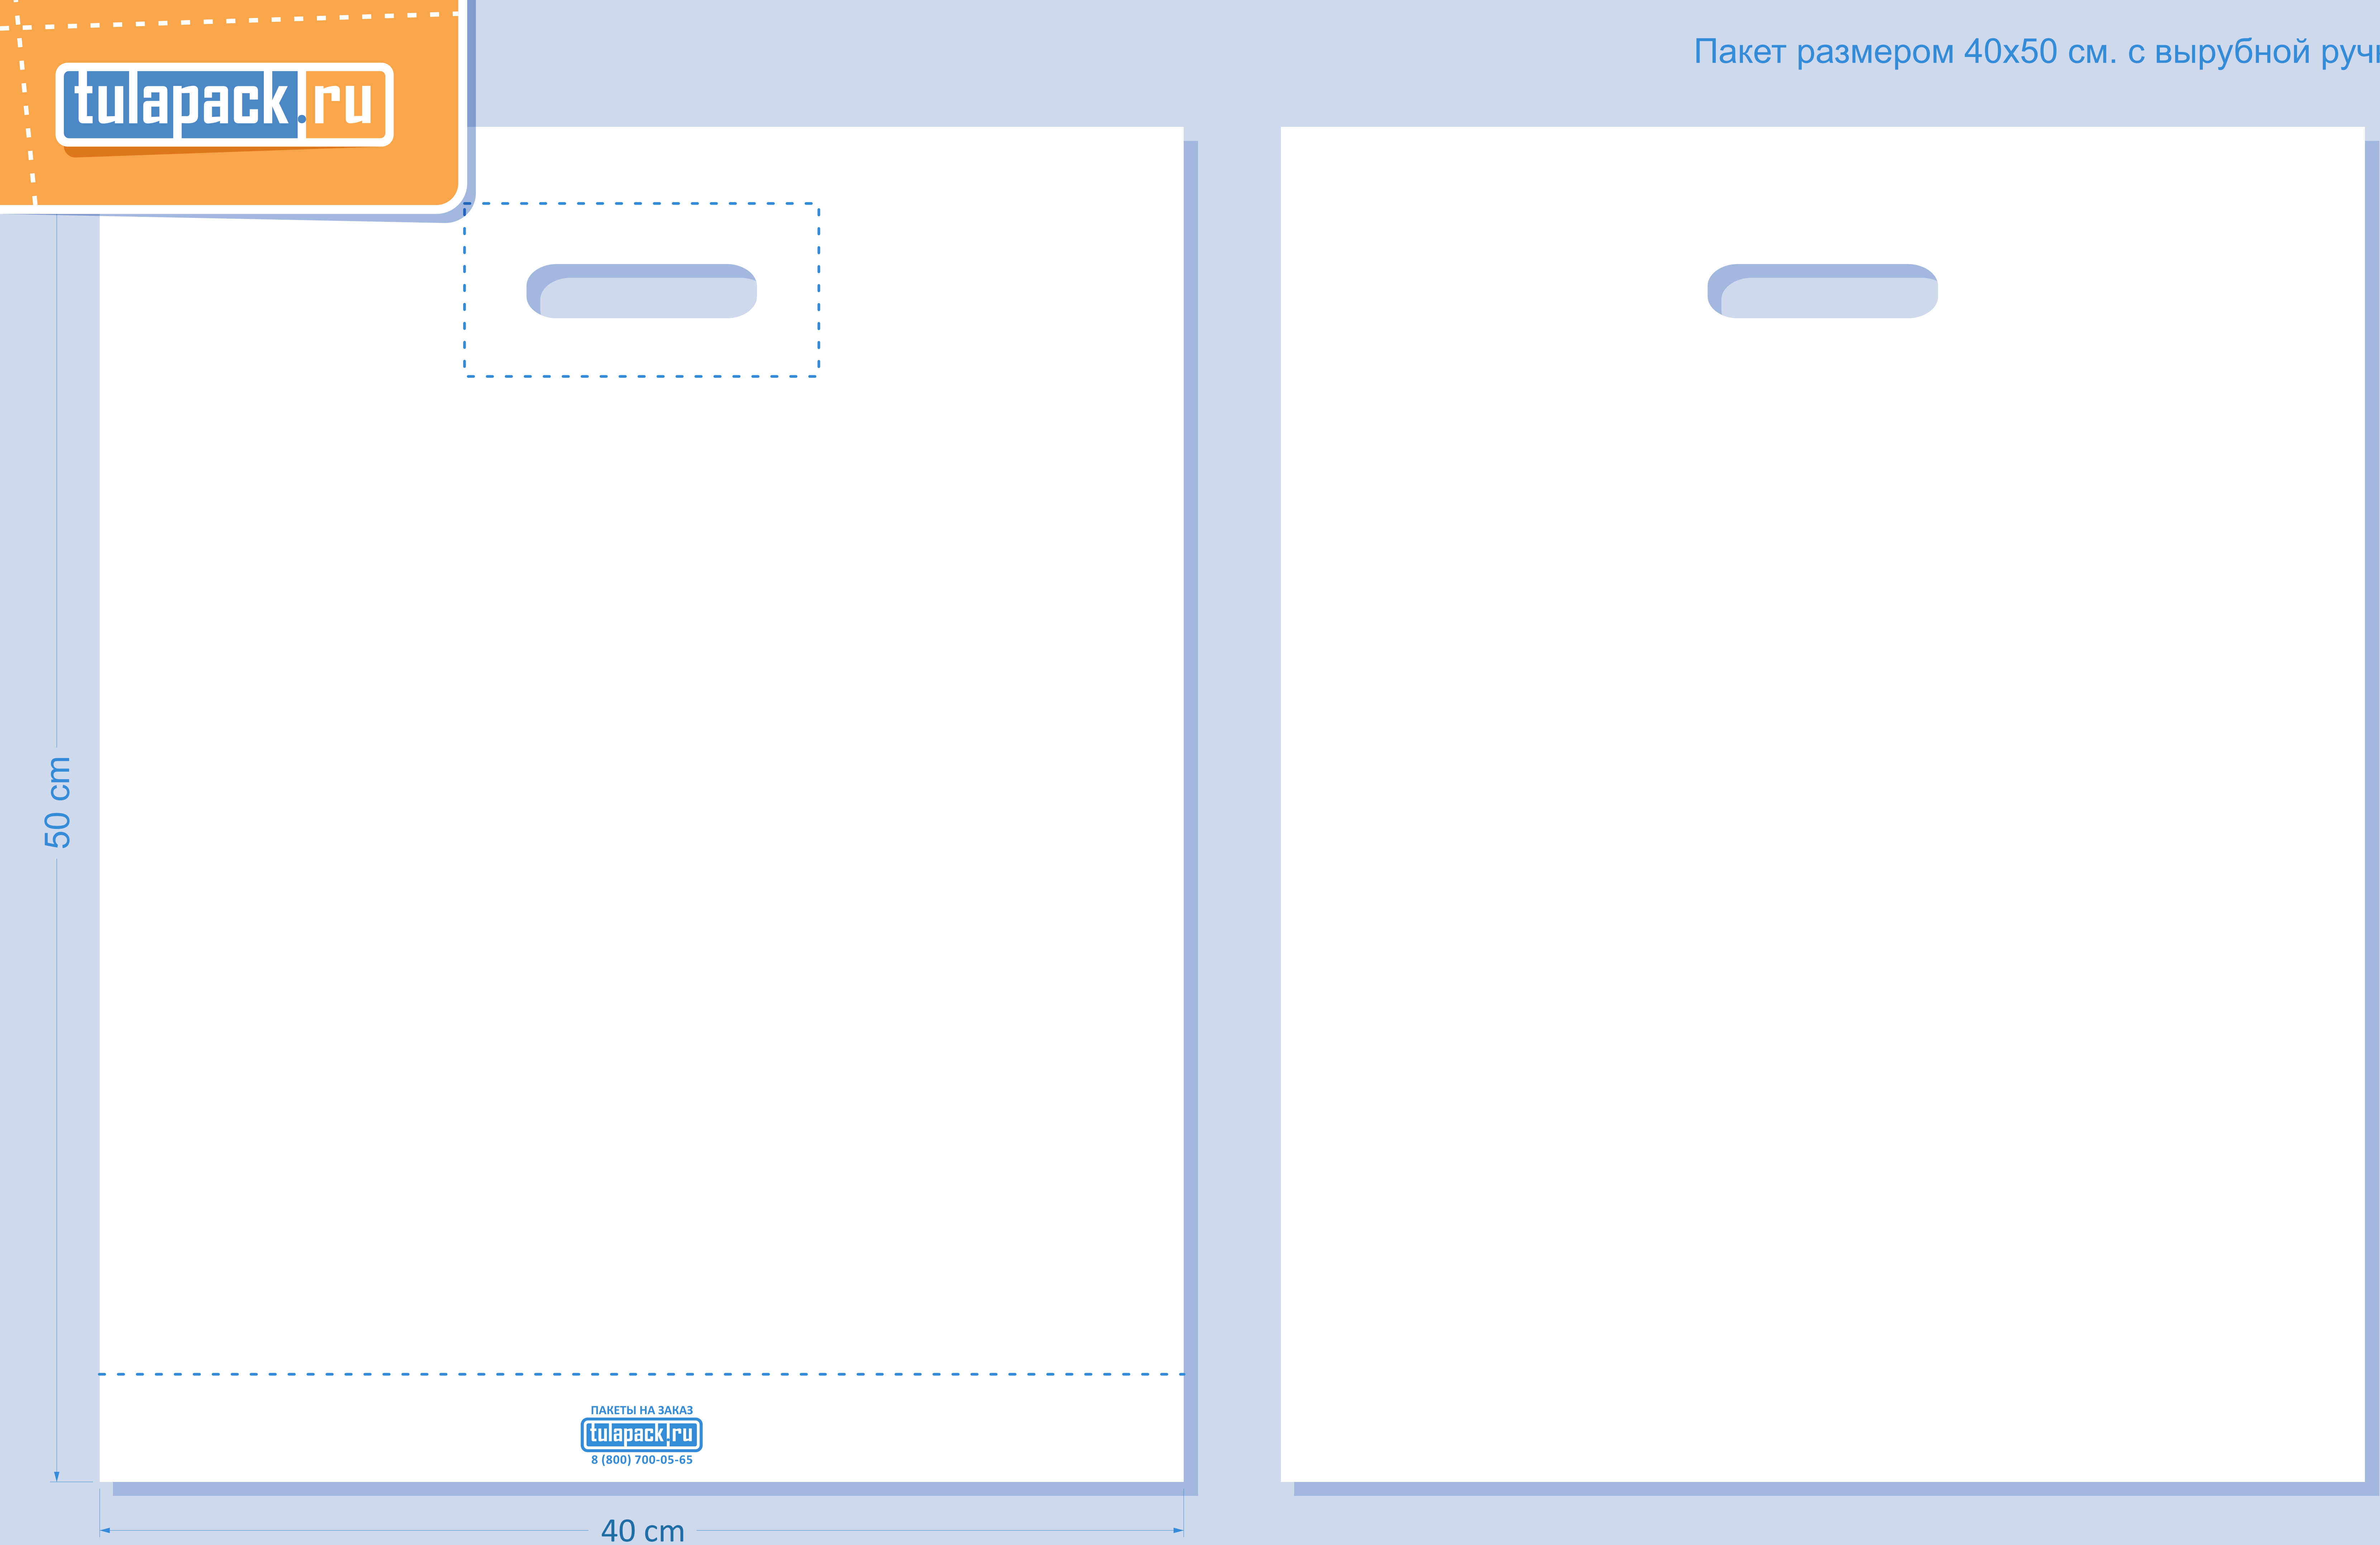 tulapack.ru
Пакет размером 40х50 см. с вырубной
50 cm
ПАКЕТЫ НА ЗАКАЗ
tulapack.ru
8 (800) 700-05-65
40 cm